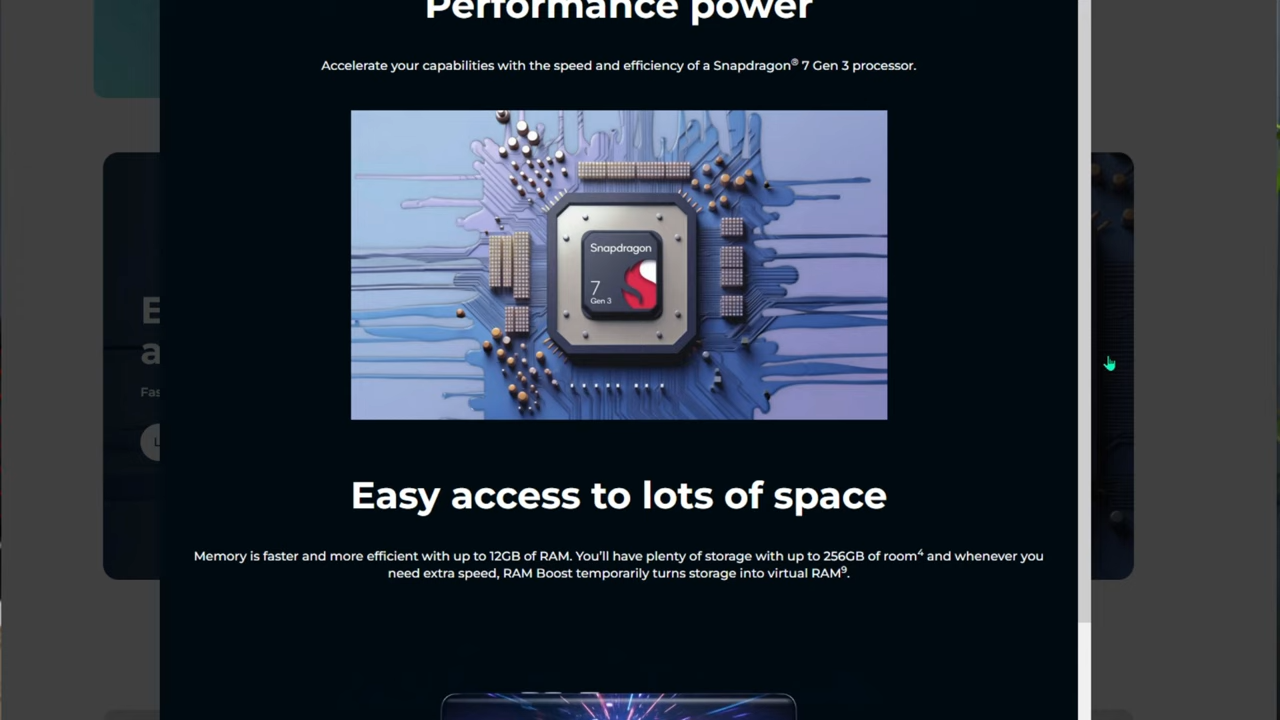 Performance power
Accelerate your capabilities with the speed and efficiency of a Snapdragon® 7 Gen 3 processor.
Snapdragon
7
Gen 3
Easy access to lots of space
Memory is faster and more efficient with up to 12GB of RAM. You’ll have plenty of storage with up to 256GB of room⁴ and whenever you
need extra speed, RAM Boost temporarily turns storage into virtual RAM⁹.